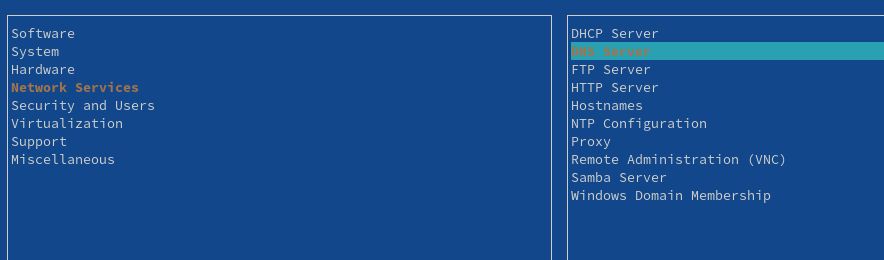 Software
System
Hardware
Network Services
Security and Users
Virtualization
Support
Miscellaneous
DHCP Server
DNS Server
FTP Server
HTTP Server
Hostnames
NTP Configuration
Proxy
Remote Administration (VNC)
Samba Server
Windows Domain Membership